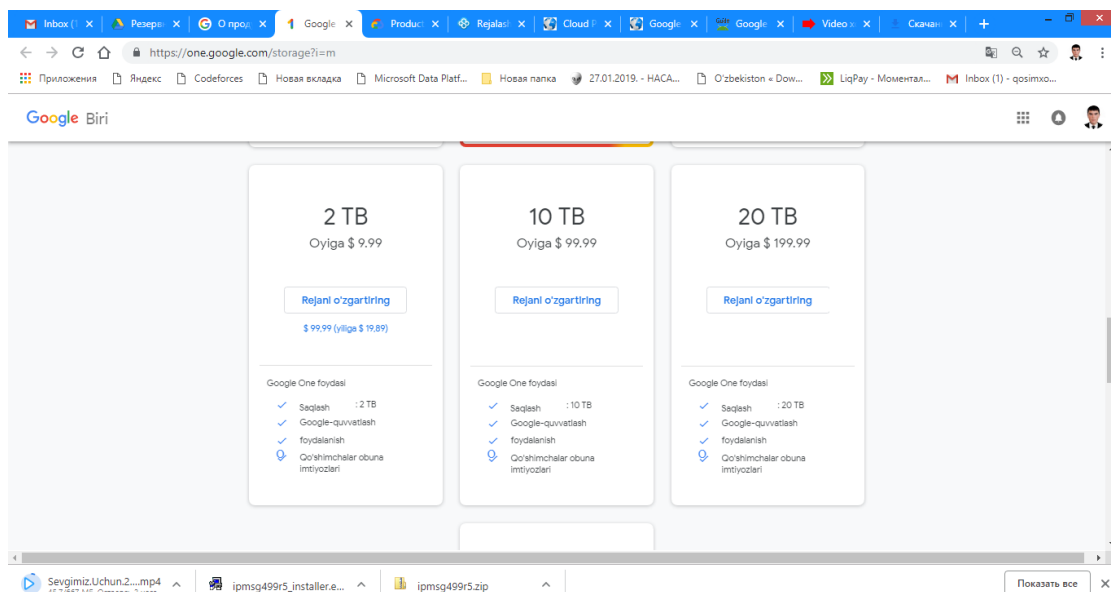 Inbox (1
Резерв
О прод
Google
Product
Rejalash
Cloud P
Google
Google
Video x
Скачан
https://one.google.com/storage?i=m
Приложения
Яндекс
Codeforces
Новая вкладка
Microsoft Data Platf...
Новая папка
27.01.2019. - НАСА...
O'zbekiston « Dow...
LiqPay - Моментал...
Inbox (1) - qosimxo...
Google Biri
2 TB
Oyiga $ 9.99
Rejani o'zgartiring
$ 99,99 (yiliga $ 19,89)
Google One foydasi
Saqlash : 2 TB
Google-quvvatlash
foydalanish
Qo'shimchalar obuna
imtiyozlari
10 TB
Oyiga $ 99.99
Rejani o'zgartiring
Google One foydasi
Saqlash : 10 TB
Google-quvvatlash
foydalanish
Qo'shimchalar obuna
imtiyozlari
20 TB
Oyiga $ 199.99
Rejani o'zgartiring
Google One foydasi
Saqlash : 20 TB
Google-quvvatlash
foydalanish
Qo'shimchalar obuna
imtiyozlari
Sevgimiz.Uchun.2....mp4
ipmsg499r5_installer.e...
ipmsg499r5.zip
Показать все